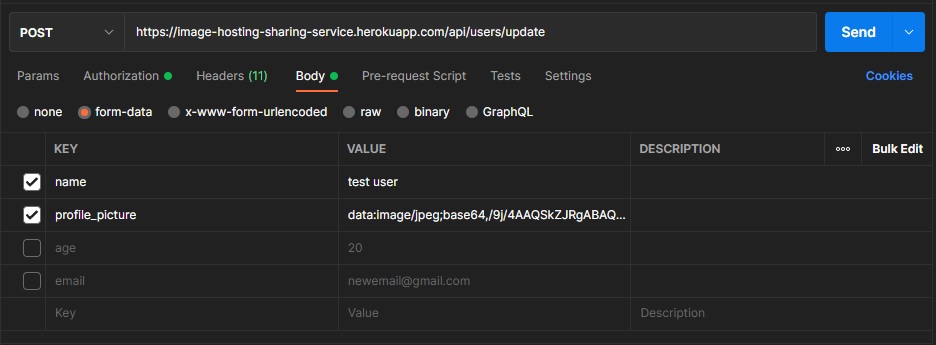 POST https://image-hosting-sharing-service.herokuapp.com/api/users/update Send
Params Authorization Headers (11) Body Pre-request Script Tests Settings Cookies
none form-data x-www-form-urlencoded raw binary GraphQL
KEY VALUE DESCRIPTION ooo Bulk Edit
name test user
profile_picture data:image/jpeg;base64,/9j/4AAQSkZJRgABAQ...
age 20
email newemail@gmail.com
Key Value Description